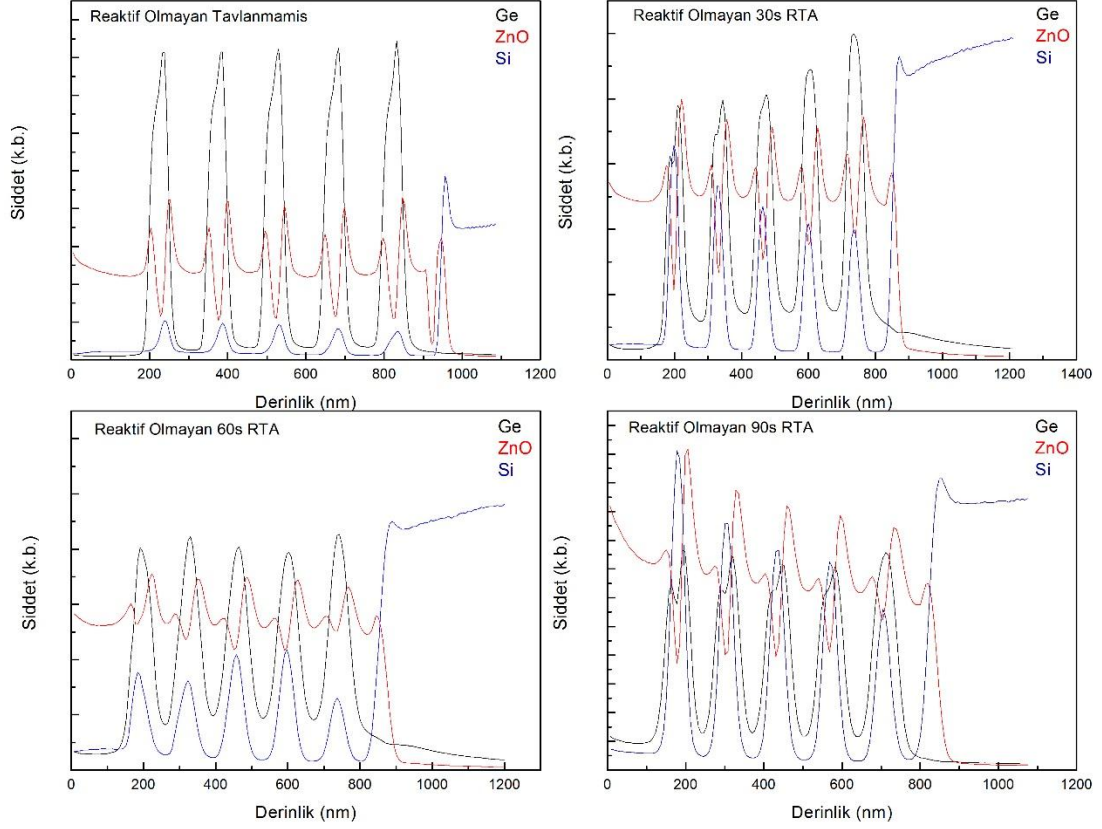 Reaktif Olmayan Tavlanmamis
Ge
ZnO
Si
Siddet (k.b.)
0 200 400 600 800 1000 1200
Derinlik (nm)
Reaktif Olmayan 30s RTA
Ge
ZnO
Si
Siddet (k.b.)
0 200 400 600 800 1000 1200 1400
Derinlik (nm)
Reaktif Olmayan 60s RTA
Ge
ZnO
Si
Siddet (k.b.)
0 200 400 600 800 1000 1200
Derinlik (nm)
Reaktif Olmayan 90s RTA
Ge
ZnO
Si
Siddet (k.b.)
0 200 400 600 800 1000 1200
Derinlik (nm)